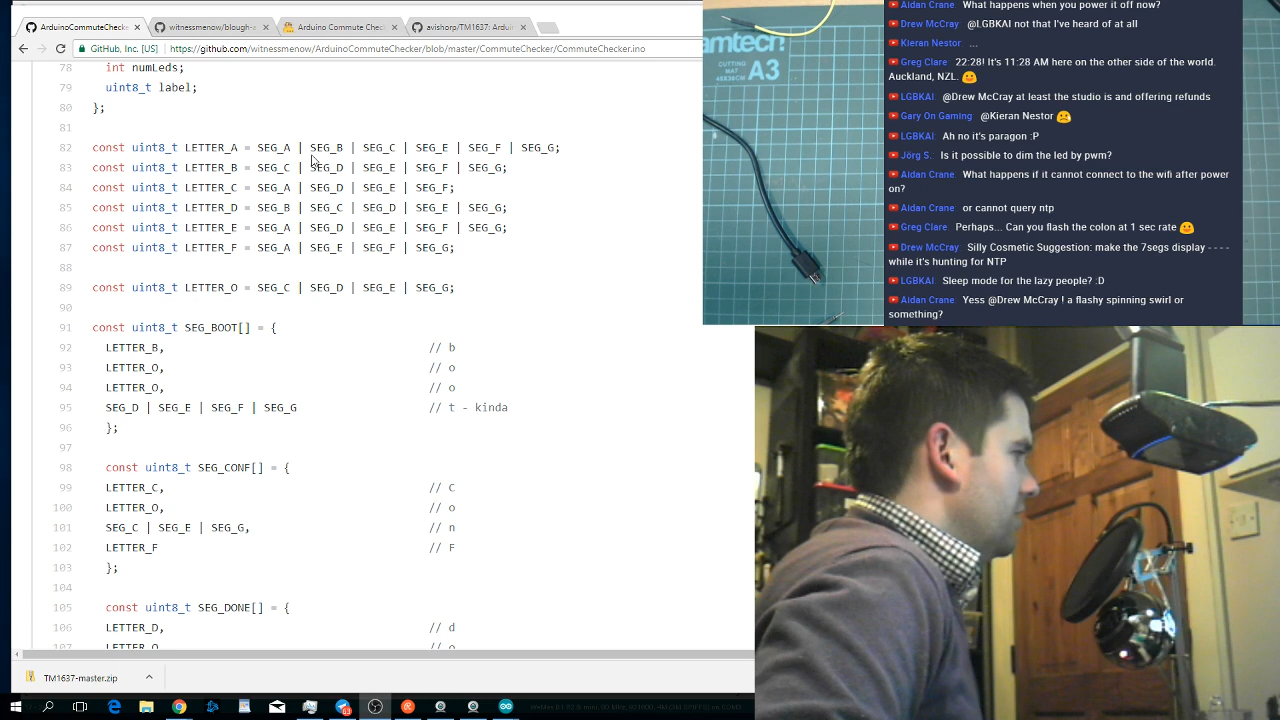 ArduinoCommuteChecker/
witnessmenow/blough-
Arduino Commute Check
avishorp/TM1637: Ardui
GitHub, Inc. [US]
witnessmenow/ArduinoCommuteChecker/blob/master/CommuteChecker/CommuteChecker.ino
78 int numLeds;
79 uint8_t label;
80 };
81
82 const uint8_t LETTER_A = SEG_A | SEG_B | SEG_C | SEG_E | SEG_F | SEG_G;
83 const uint8_t LETTER_B = SEG_C | SEG_D | SEG_E | SEG_F | SEG_G;
84 const uint8_t LETTER_C = SEG_A | SEG_D | SEG_E | SEG_F;
85 const uint8_t LETTER_D = SEG_B | SEG_C | SEG_D | SEG_E | SEG_G;
86 const uint8_t LETTER_E = SEG_A | SEG_D | SEG_E | SEG_F | SEG_G;
87 const uint8_t LETTER_F = SEG_A | SEG_E | SEG_F | SEG_G;
88
89 const uint8_t LETTER_O = SEG_C | SEG_D | SEG_E | SEG_G;
90
91 const uint8_t SEG_BOOT[] = {
92 LETTER_B, // b
93 LETTER_O, // o
94 LETTER_O, // o
95 SEG_D | SEG_E | SEG_F | SEG_G // t - kinda
96 };
97
98 const uint8_t SEG_CONF[] = {
99 LETTER_C, // C
100 LETTER_O, // o
101 SEG_C | SEG_E | SEG_G, // n
102 LETTER_F // F
103 };
104
105 const uint8_t SEG_DONE[] = {
106 LETTER_D, // d
107 LETTER_O, // o
TM1637-master.zip
amtech!
CUTTING
MAT
A3
Aidan Crane What happens when you power it off now?
Drew McCray @LGBKAI not that I've heard of at all
Kieran Nestor ...
Greg Clare 22:28! It's 11:28 AM here on the other side of the world.
Auckland, NZL.
LGBKAI @Drew McCray at least the studio is and offering refunds
Gary On Gaming @Kieran Nestor
LGBKAI Ah no it's paragon :P
Jörg S. Is it possible to dim the led by pwm?
Aidan Crane What happens if it cannot connect to the wifi after power
on?
Aidan Crane or cannot query ntp
Greg Clare Perhaps... Can you flash the colon at 1 sec rate
Drew McCray Silly Cosmetic Suggestion: make the 7segs display - - - -
while it's hunting for NTP
LGBKAI Sleep mode for the lazy people? :D
Aidan Crane Yess @Drew McCray ! a flashy spinning swirl or
something?